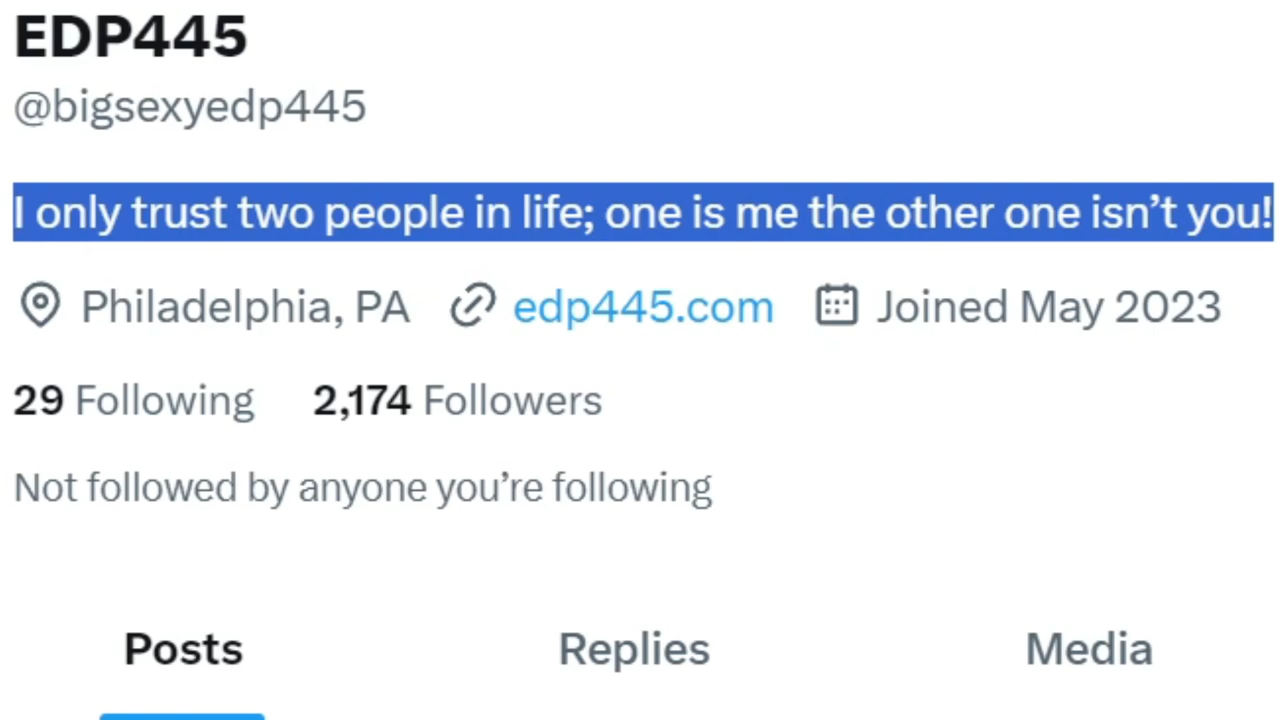 EDP445
@bigsexyedp445
I only trust two people in life; one is me the other one isn’t you!
Philadelphia, PA edp445.com Joined May 2023
29 Following 2,174 Followers
Not followed by anyone you’re following
Posts Replies Media